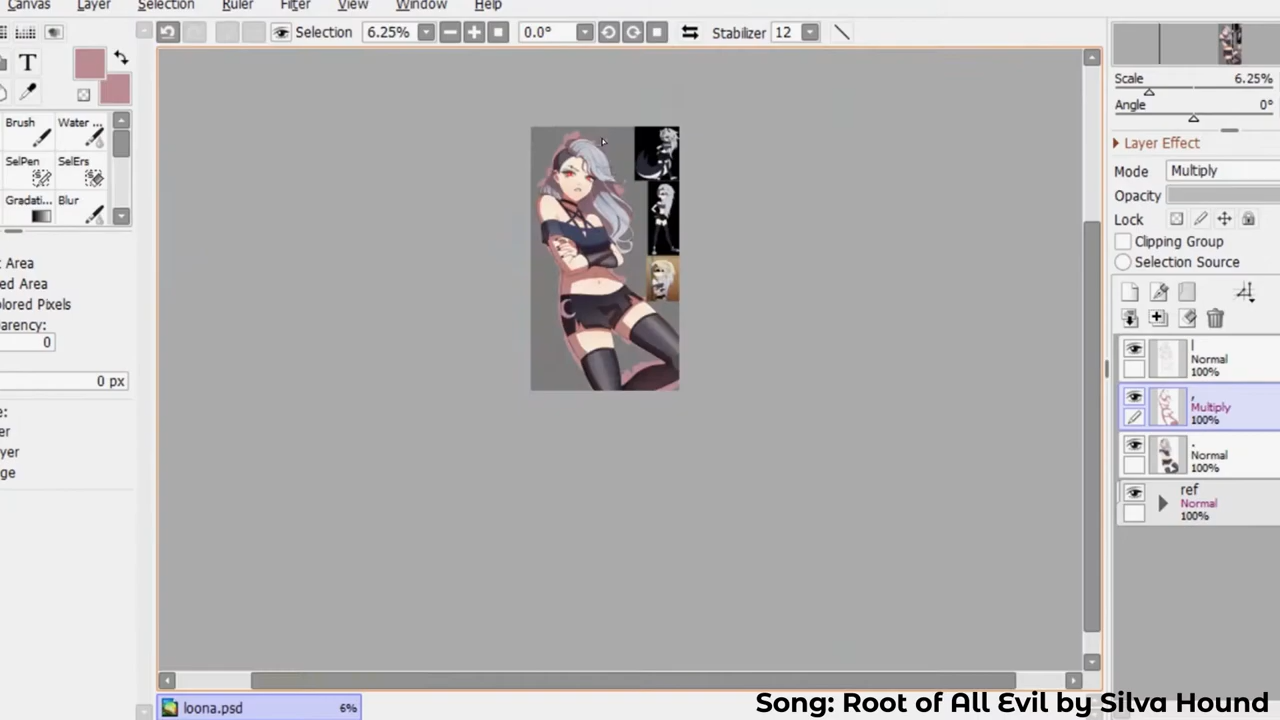 Canvas Layer Selection Ruler Filter View Window Help
Selection 6.25% 0.0° Stabilizer 12
T
Brush Water ...
SelPen SelErs
Gradati... Blur
Area
ed Area
olored Pixels
parency:
0
0 px
Scale 6.25%
Angle 0°
Layer Effect
Mode Multiply
Opacity
Lock
Clipping Group
Selection Source
l
Normal
100%
,
Multiply
100%
.
Normal
100%
ref
Normal
100%
loona.psd 6%
Song: Root of All Evil by Silva Hound